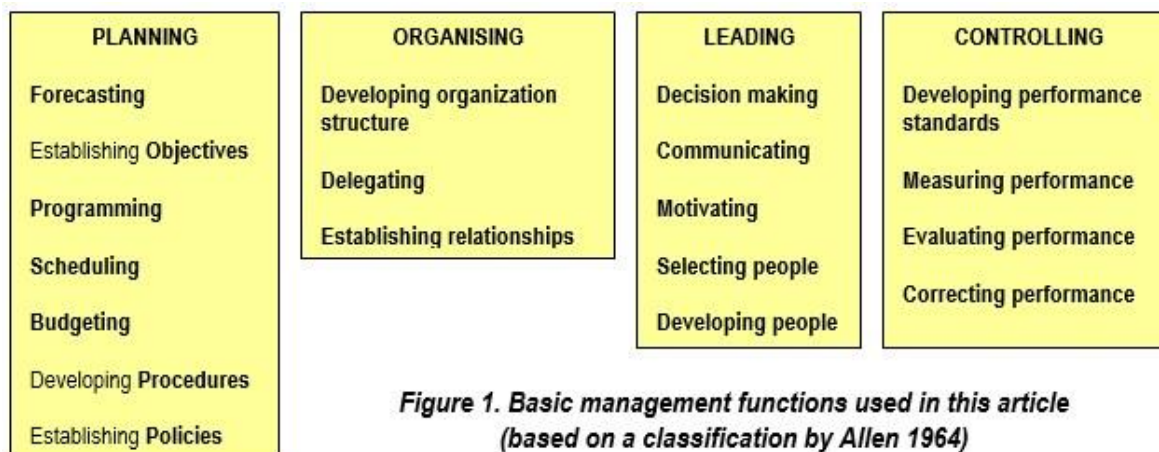 PLANNING
Forecasting
Establishing Objectives
Programming
Scheduling
Budgeting
Developing Procedures
Establishing Policies
ORGANISING
Developing organization
structure
Delegating
Establishing relationships
LEADING
Decision making
Communicating
Motivating
Selecting people
Developing people
CONTROLLING
Developing performance
standards
Measuring performance
Evaluating performance
Correcting performance
Figure 1. Basic management functions used in this article
(based on a classification by Allen 1964)